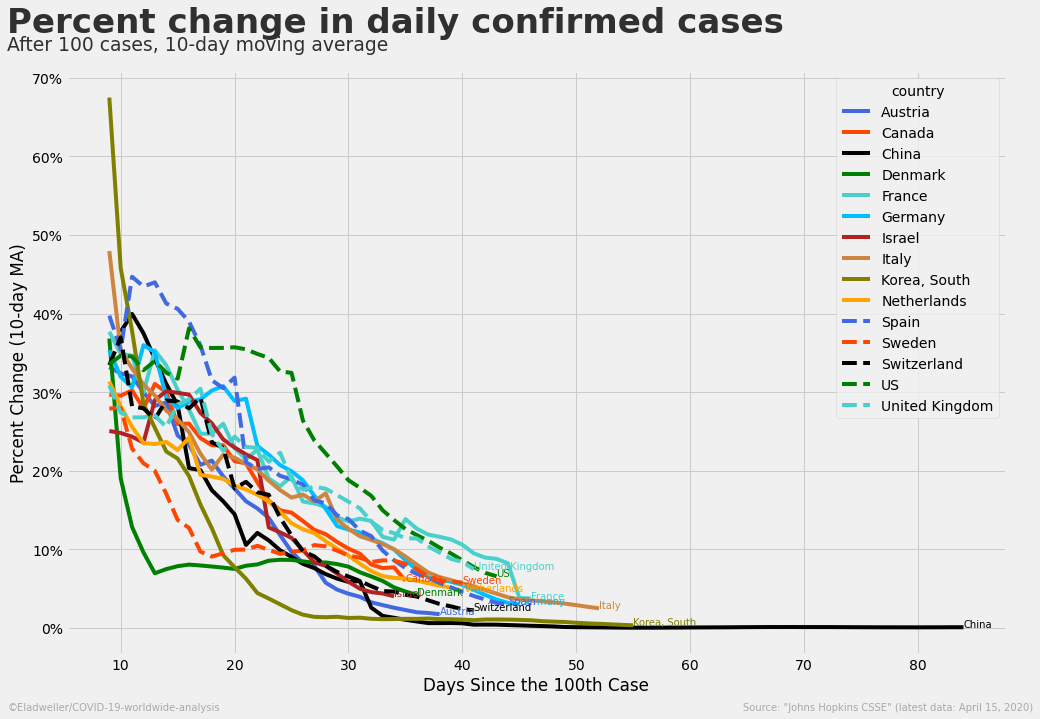 Percent change in daily confirmed cases
After 100 cases, 10-day moving average
70%
60%
50%
40%
30%
20%
10%
0%
Percent Change (10-day MA)
country
Austria
Canada
China
Denmark
France
Germany
Israel
Italy
Korea, South
Netherlands
Spain
Sweden
Switzerland
US
United Kingdom
United Kingdom
US
Canada
Sweden
Netherlands
Denmark
Israel
France
Spain
Germany
Italy
Switzerland
Austria
Korea, South
China
10 20 30 40 50 60 70 80
Days Since the 100th Case
©Eladweller/COVID-19-worldwide-analysis
Source: "Johns Hopkins CSSE" (latest data: April 15, 2020)